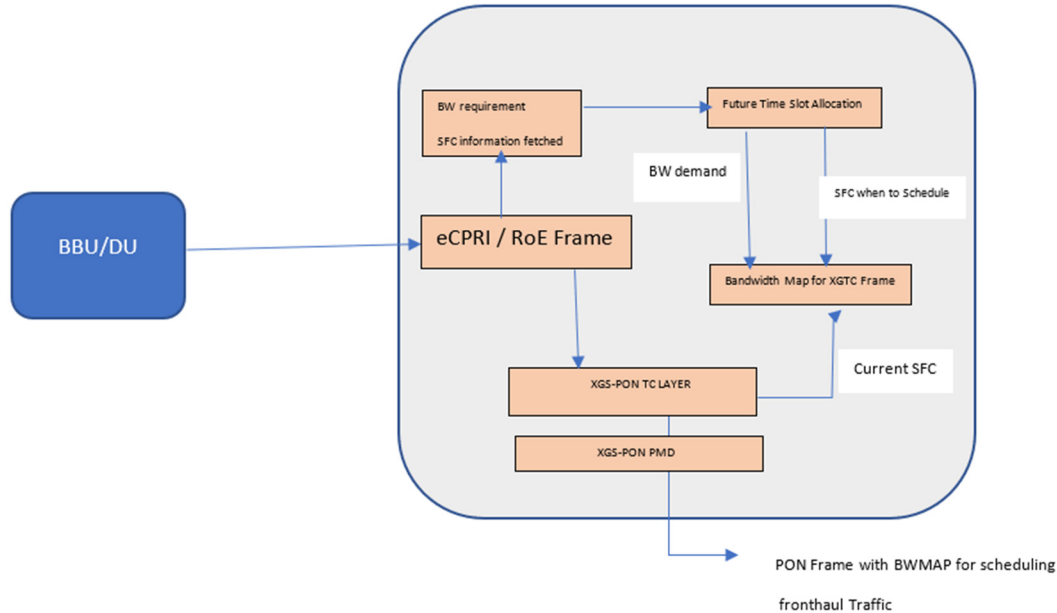 BW requirement
SFC information fetched
Future Time Slot Allocation
BW demand
SFC when to Schedule
BBU/DU
eCPRI / RoE Frame
Bandwidth Map for XGTC Frame
Current SFC
XGS-PON TC LAYER
XGS-PON PMD
PON Frame with BWMAP for scheduling
fronthaul Traffic